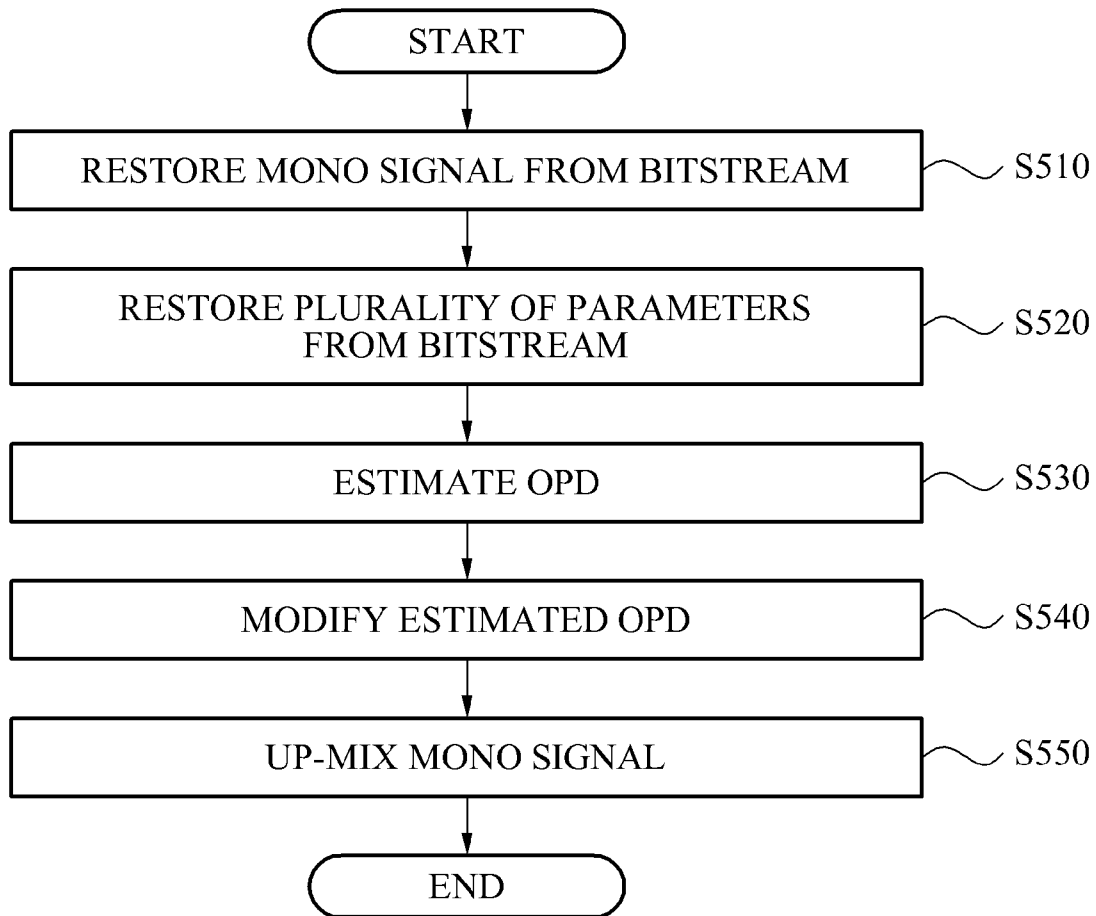 START
RESTORE MONO SIGNAL FROM BITSTREAM
S510
RESTORE PLURALITY OF PARAMETERS
FROM BITSTREAM
S520
ESTIMATE OPD
S530
MODIFY ESTIMATED OPD
S540
UP-MIX MONO SIGNAL
S550
END